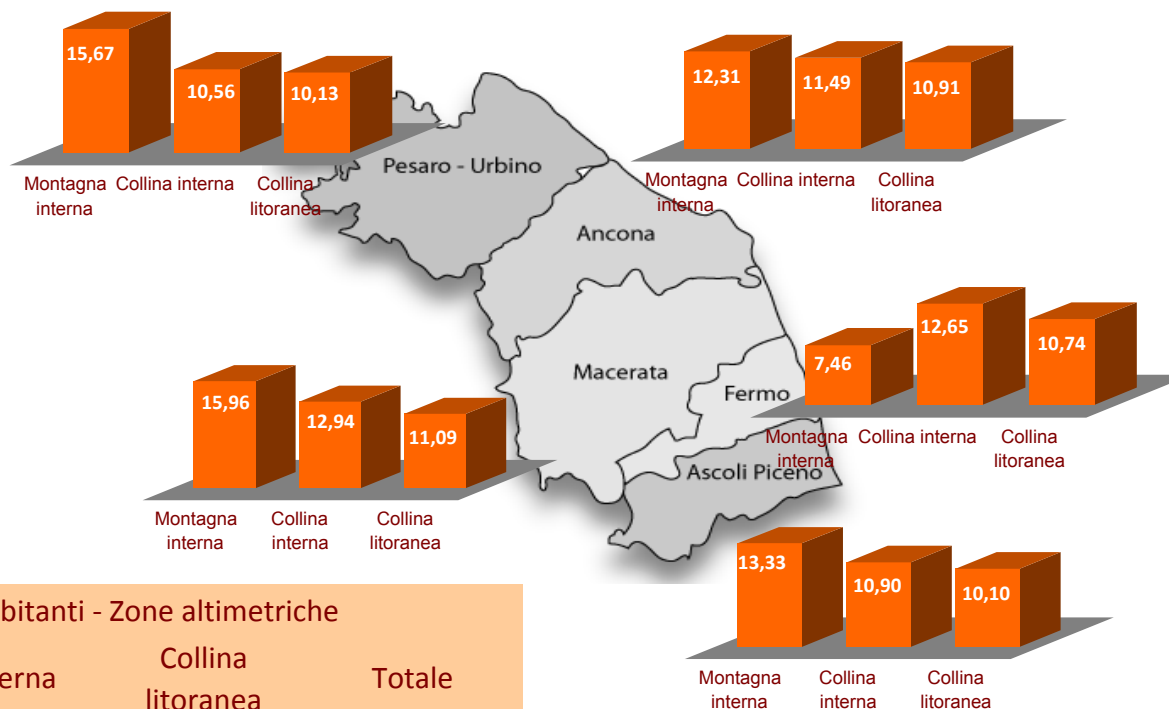 15,67
10,56
10,13
Montagna interna
Collina interna
Collina litoranea
12,31
11,49
10,91
Montagna interna
Collina interna
Collina litoranea
Pesaro - Urbino
Ancona
Macerata
Fermo
Ascoli Piceno
7,46
12,65
10,74
Montagna interna
Collina interna
Collina litoranea
15,96
12,94
11,09
Montagna interna
Collina interna
Collina litoranea
13,33
10,90
10,10
Montagna interna
Collina interna
Collina litoranea
bitanti - Zone altimetriche
erna
Collina
litoranea
Totale